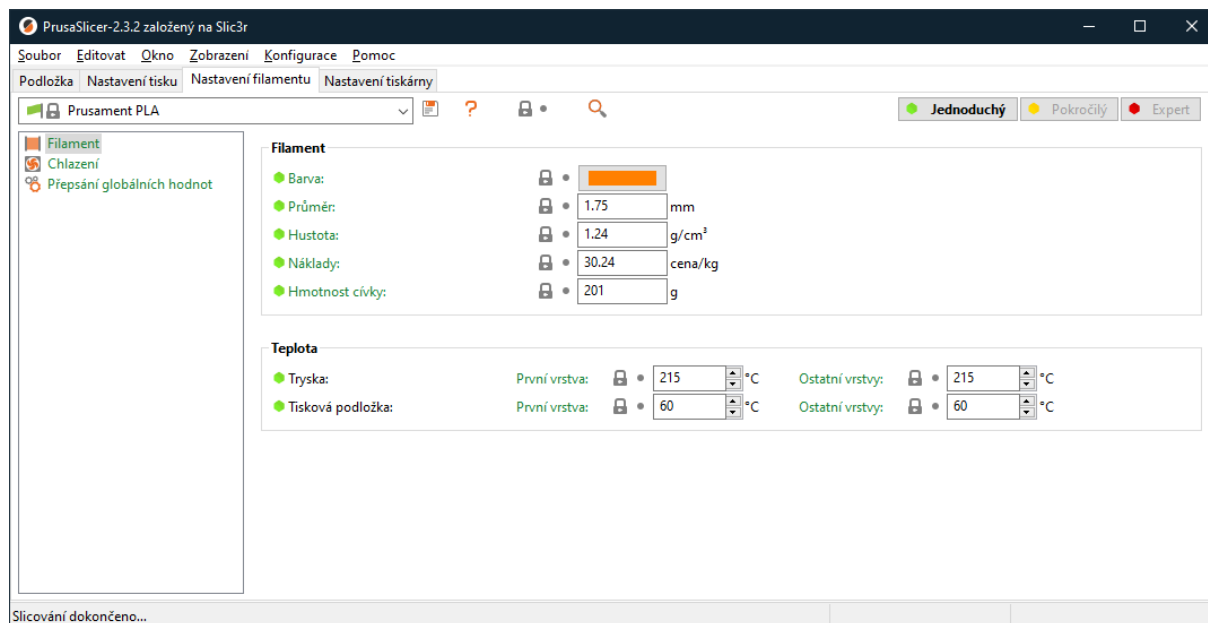 PrusaSlicer-2.3.2 založený na Slic3r
Soubor Editovat Okno Zobrazení Konfigurace Pomoc
Podložka Nastavení tisku Nastavení filamentu Nastavení tiskárny
Prusament PLA ? Jednoduchý Pokročilý Expert
Filament
Chlazení
Přepsání globálních hodnot
Filament
Barva:
Průměr: 1.75 mm
Hustota: 1.24 g/cm³
Náklady: 30.24 cena/kg
Hmotnost cívky: 201 g
Teplota
Tryska: První vrstva: 215 °C Ostatní vrstvy: 215 °C
Tisková podložka: První vrstva: 60 °C Ostatní vrstvy: 60 °C
Slicování dokončeno...